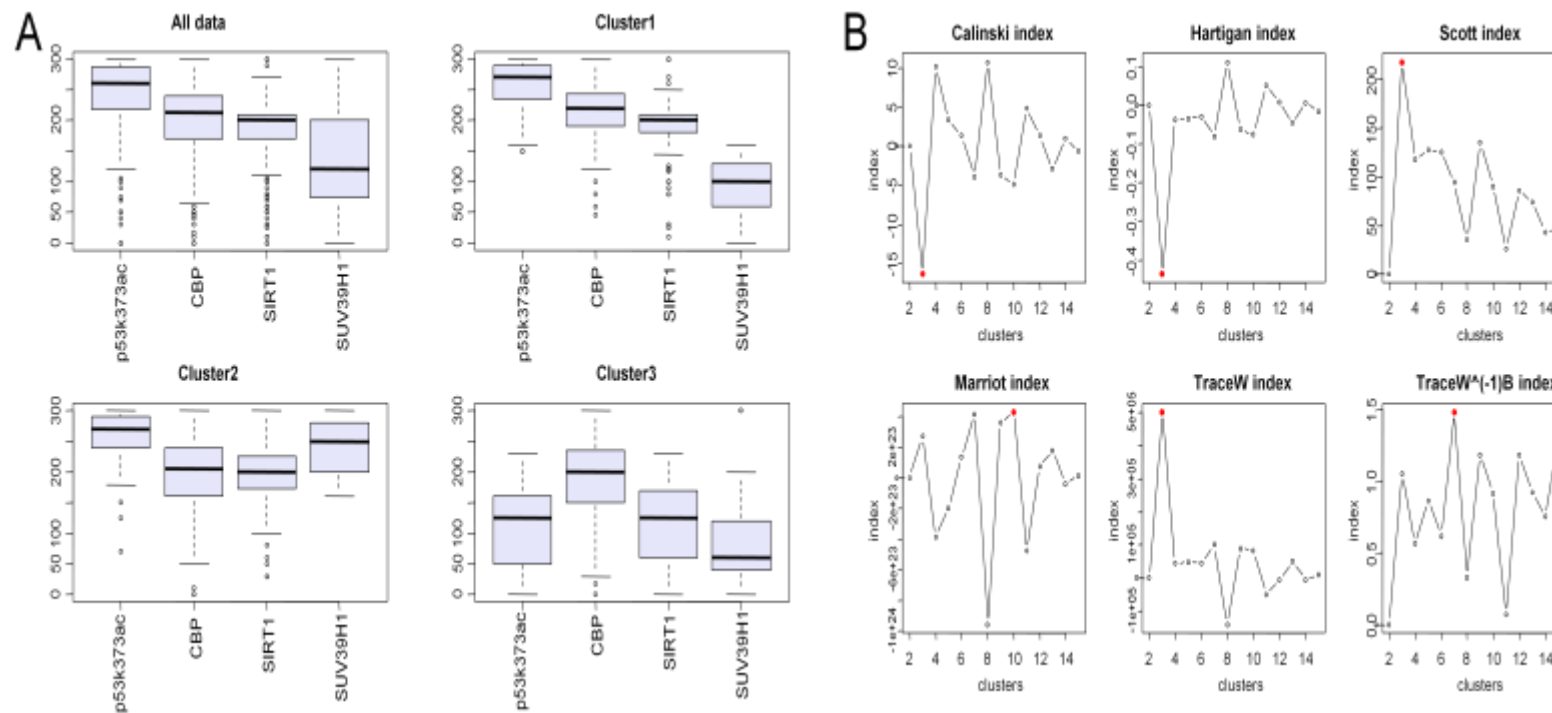 A
All data
0 50 100 200 300
p53k373ac CBP SIRT1 SUV39H1
Cluster1
0 50 100 200 300
p53k373ac CBP SIRT1 SUV39H1
Cluster2
0 50 100 200 300
p53k373ac CBP SIRT1 SUV39H1
Cluster3
0 50 100 200 300
p53k373ac CBP SIRT1 SUV39H1
B
Calinski index
index
-15 -10 -5 0 5 10
2 4 6 8 10 12 14
clusters
Hartigan index
index
-0.4 -0.3 -0.2 -0.1 0.0 0.1
2 4 6 8 10 12 14
clusters
Scott index
index
0 50 100 150 200
2 4 6 8 10 12 14
clusters
Marriot index
index
-1e+24 -6e+23 -2e+23 2e+23
2 4 6 8 10 12 14
clusters
TraceW index
index
-1e+05 1e+05 3e+05 5e+05
2 4 6 8 10 12 14
clusters
TraceW^(-1)B index
index
0.0 0.5 1.0 1.5
2 4 6 8 10 12 14
clusters